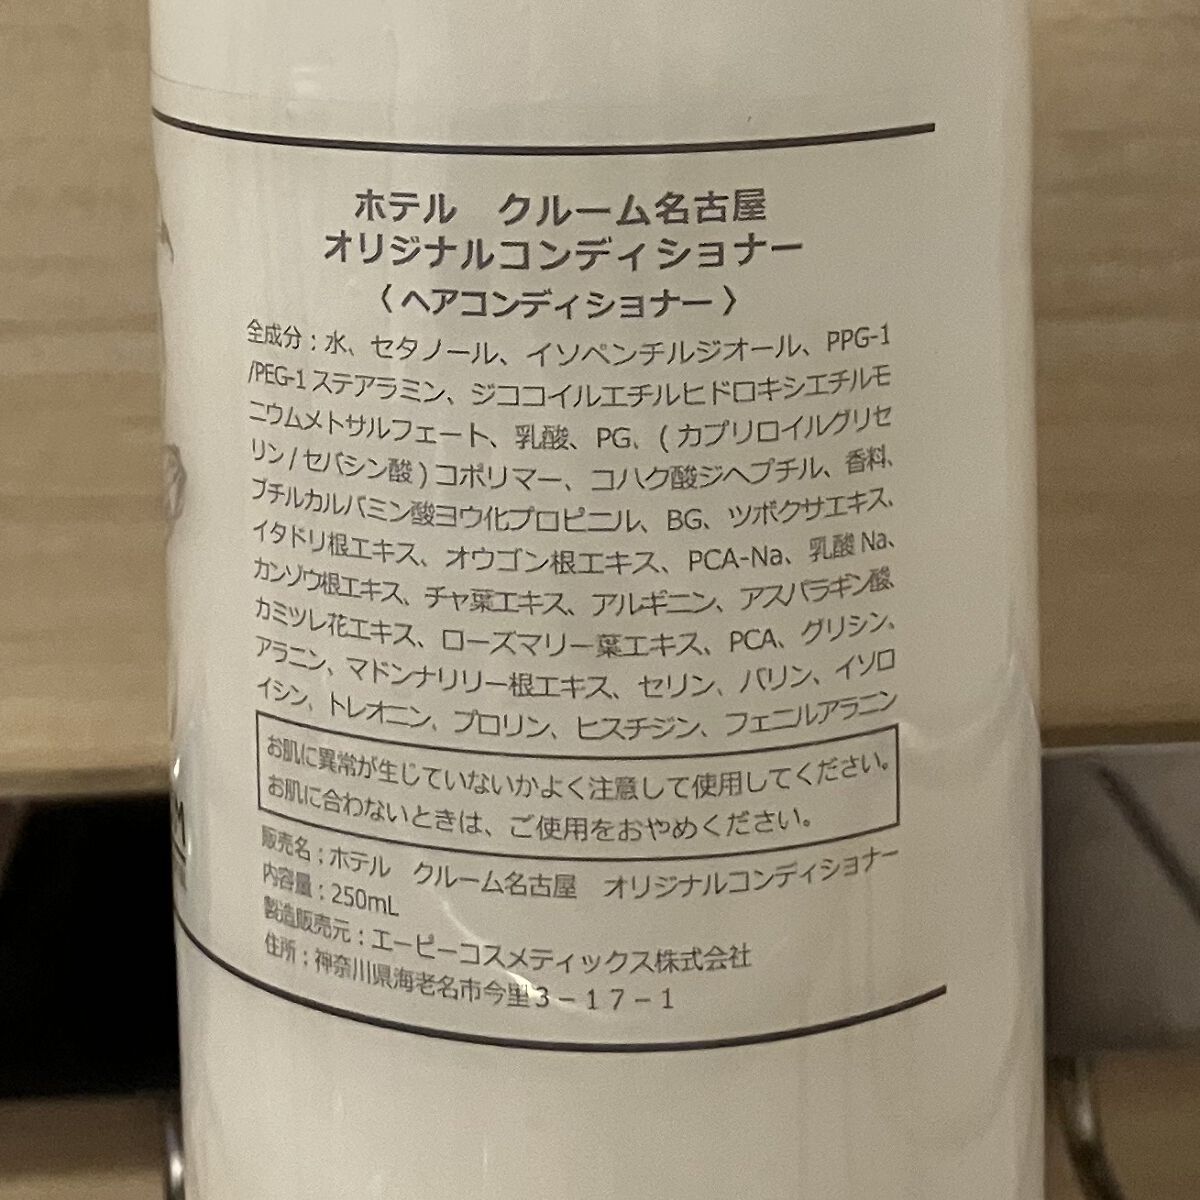 ホテル クルーム名古屋
オリジナルコンディショナー
〈ヘアコンディショナー〉
全成分:水、セタノール、イソペンチルジオール、PPG-1
/PEG-1ステアラミン、ジココイルエチルヒドロキシエチルモ
ニウムメトサルフェート、乳酸、PG、(カプリロイルグリセ
リン/セバシン酸)コポリマー、コハク酸ジヘプチル、香料、
ブチルカルバミン酸ヨウ化プロピニル、BG、ツボクサエキス、
イタドリ根エキス、オウゴン根エキス、PCA-Na、乳酸Na、
カンゾウ根エキス、チャ葉エキス、アルギニン、アスパラギン酸、
カミツレ花エキス、ローズマリー葉エキス、PCA、グリシン、
アラニン、マドンナリリー根エキス、セリン、バリン、イソロ
イシン、トレオニン、プロリン、ヒスチジン、フェニルアラニン
お肌に異常が生じていないかよく注意して使用してください。
お肌に合わないときは、ご使用をおやめください。
販売名:ホテル クルーム名古屋 オリジナルコンディショナー
内容量:250mL
製造販売元:エーピーコスメティックス株式会社
住所:神奈川県海老名市今里3-17-1
M